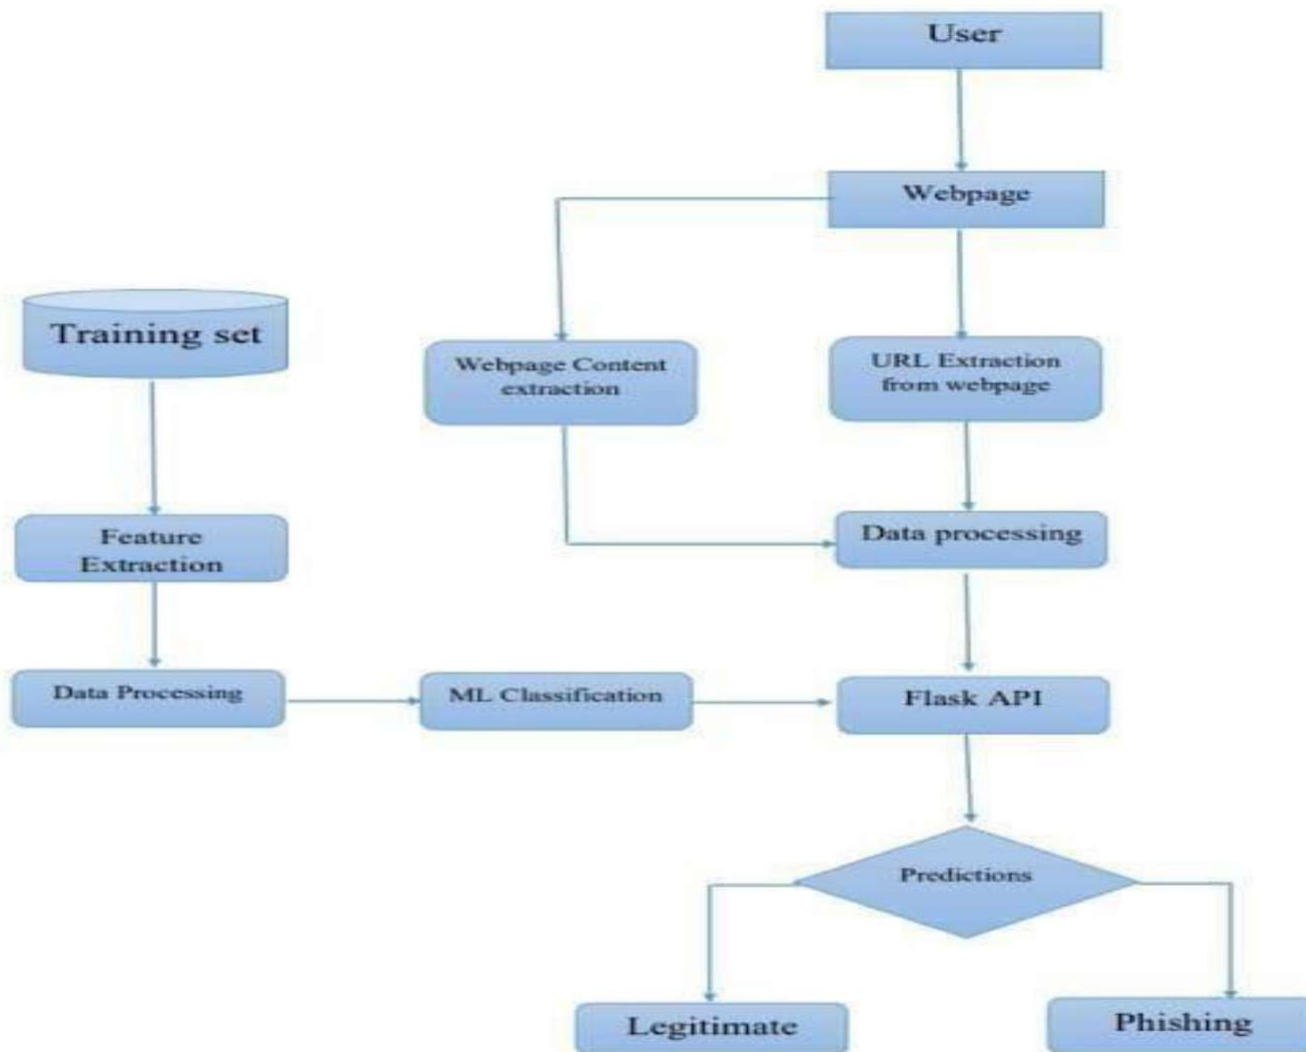 User
Webpage
Training set
Webpage Content
extraction
URL Extraction
from webpage
Feature
Extraction
Data processing
Data Processing
ML Classification
Flask API
Predictions
Legitimate
Phishing